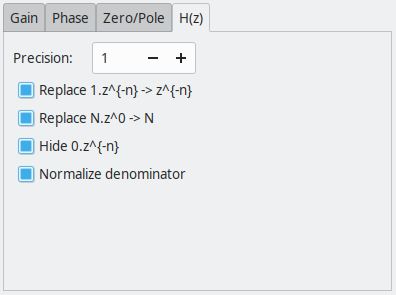 Gain Phase Zero/Pole H(z)
Precision: 1 − +
Replace 1.z^{-n} -> z^{-n}
Replace N.z^0 -> N
Hide 0.z^{-n}
Normalize denominator